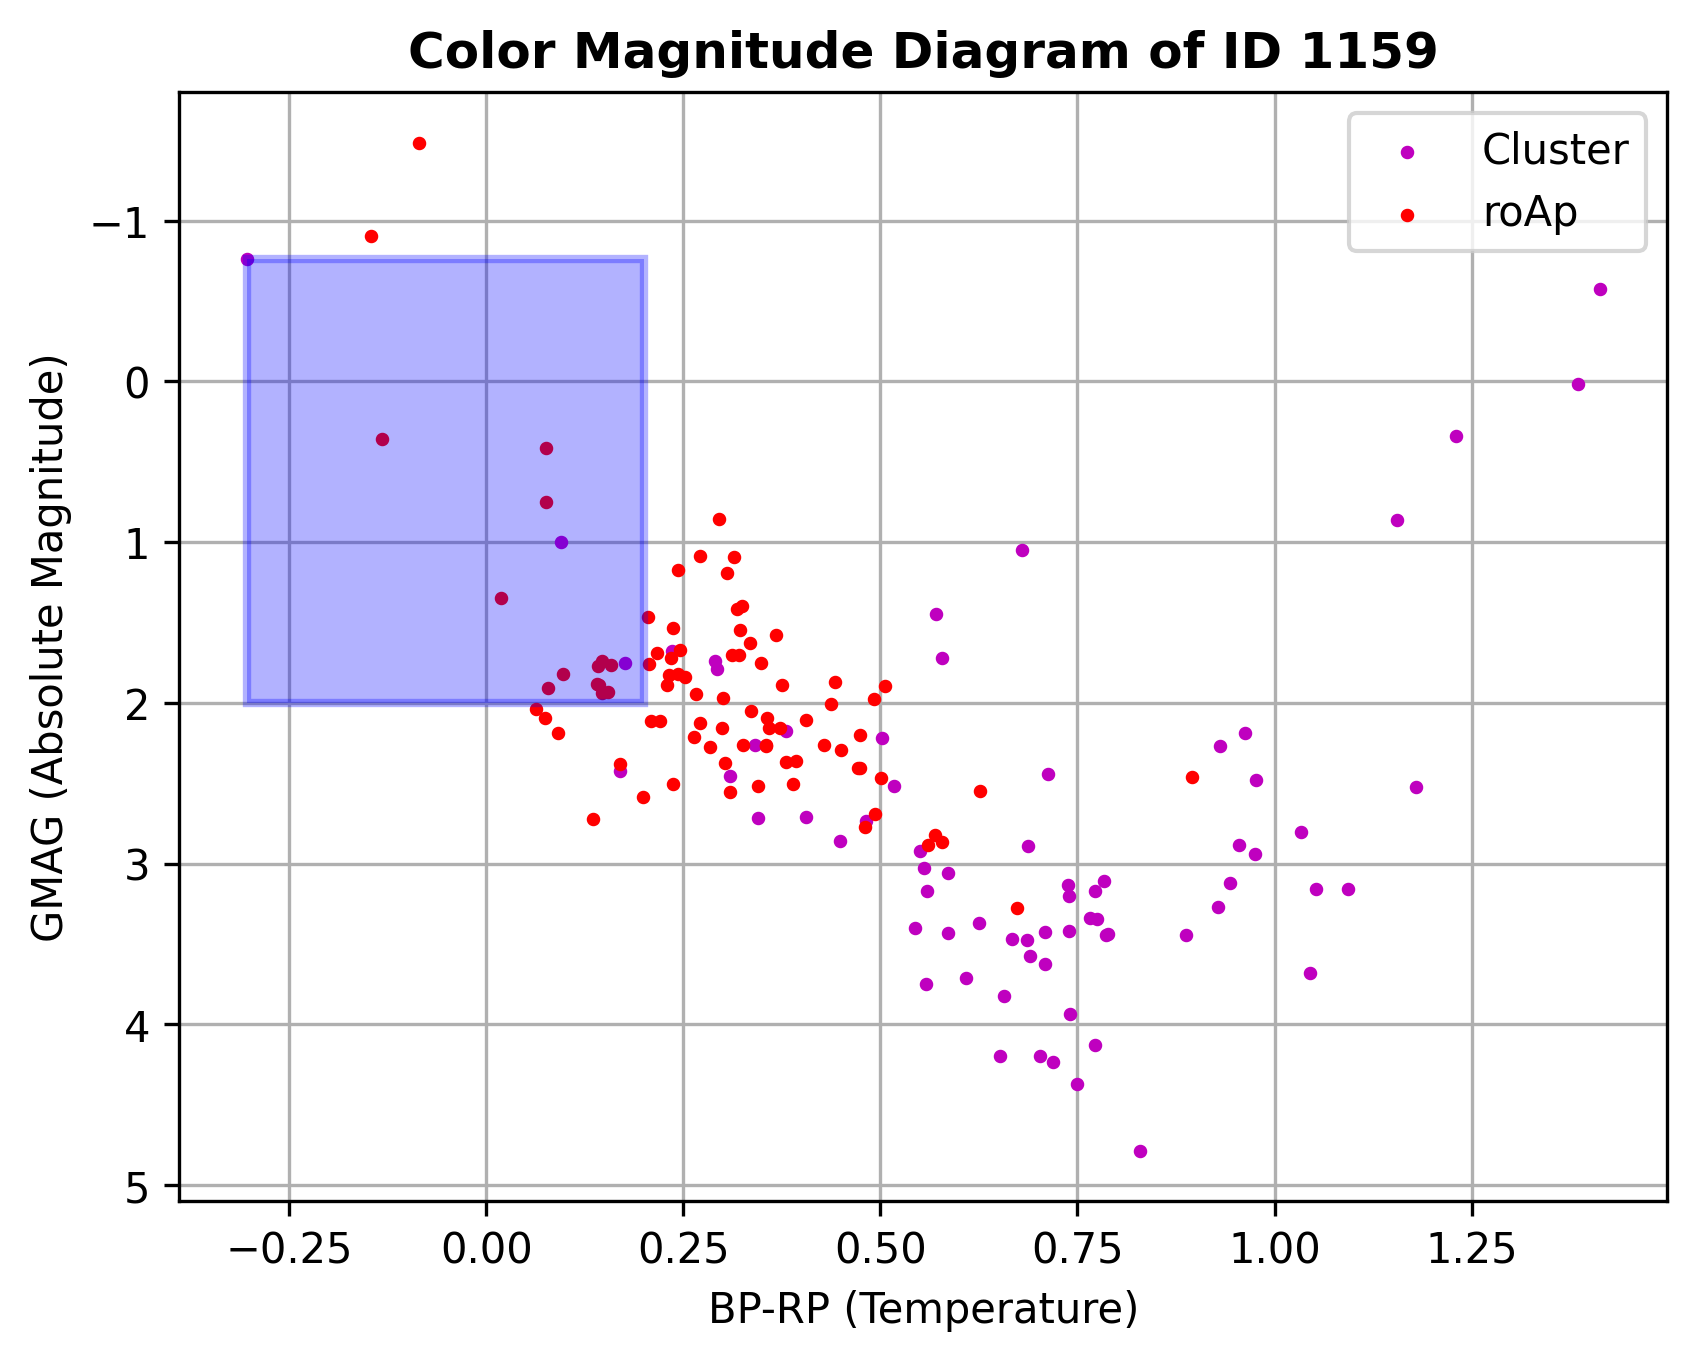 Color Magnitude Diagram of ID 1159
Cluster
roAp
−1
0
1
2
3
4
5
GMAG (Absolute Magnitude)
−0.25 0.00 0.25 0.50 0.75 1.00 1.25
BP-RP (Temperature)